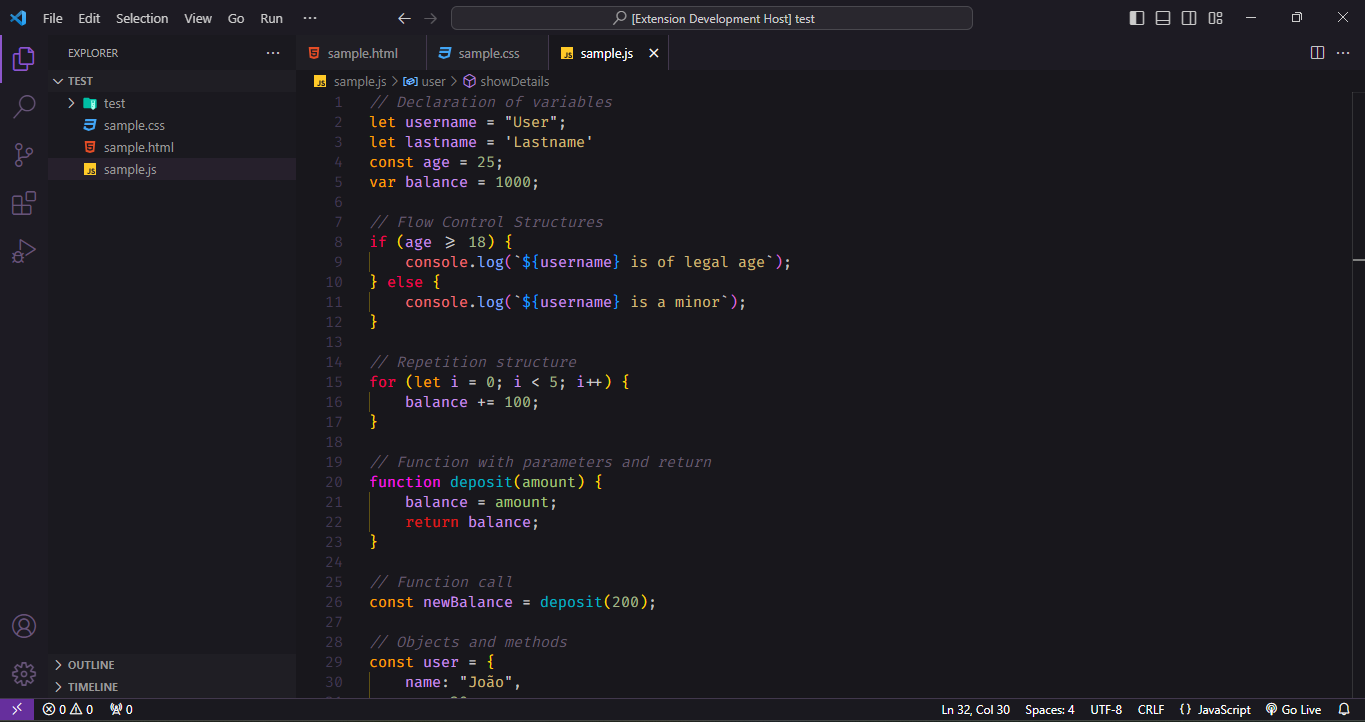 File Edit Selection View Go Run ··· [Extension Development Host] test
EXPLORER ···
sample.html sample.css JS sample.js
TEST
test
sample.css
sample.html
JS sample.js
JS sample.js > user > showDetails
1 // Declaration of variables
2 let username = "User";
3 let lastname = 'Lastname'
4 const age = 25;
5 var balance = 1000;
6
7 // Flow Control Structures
8 if (age ⩾ 18) {
9 console.log(`${username} is of legal age`);
10 } else {
11 console.log(`${username} is a minor`);
12 }
13
14 // Repetition structure
15 for (let i = 0; i < 5; i++) {
16 balance += 100;
17 }
18
19 // Function with parameters and return
20 function deposit(amount) {
21 balance = amount;
22 return balance;
23 }
24
25 // Function call
26 const newBalance = deposit(200);
27
28 // Objects and methods
29 const user = {
30 name: "João",
OUTLINE
TIMELINE
0 0 0 Ln 32, Col 30 Spaces: 4 UTF-8 CRLF {} JavaScript Go Live